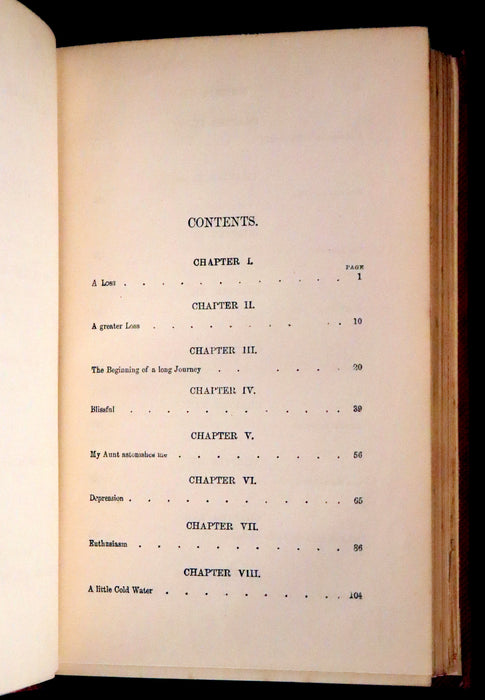 CONTENTS.
CHAPTER I.
PAGE
A Loss . . . . . . . . . . . . 1
CHAPTER II.
A greater Loss . . . . . . . . . 10
CHAPTER III.
The Beginning of a long Journey . . . . . 20
CHAPTER IV.
Blissful . . . . . . . . . . . . 39
CHAPTER V.
My Aunt astonishes me . . . . . . . . . 56
CHAPTER VI.
Depression . . . . . . . . . . . . 65
CHAPTER VII.
Enthusiasm . . . . . . . . . . . 86
CHAPTER VIII.
A little Cold Water . . . . . . . . . . 104